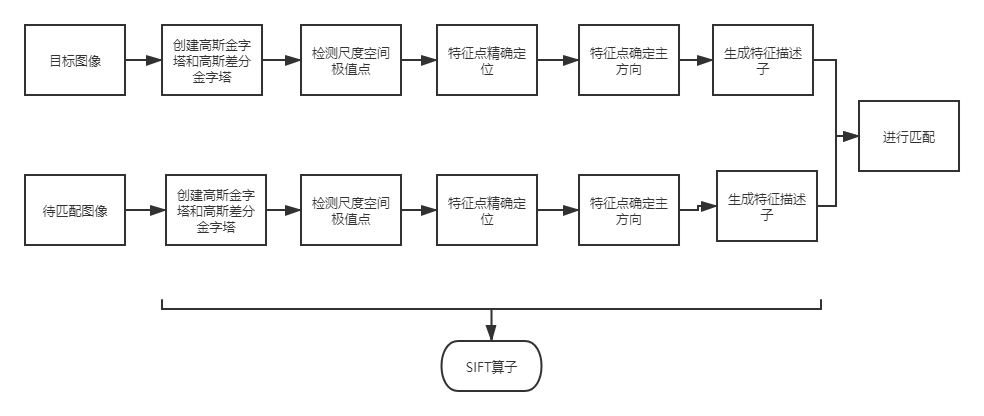 目标图像
创建高斯金字
塔和高斯差分
金字塔
检测尺度空间
极值点
特征点精确定
位
特征点确定主
方向
生成特征描述
子
进行匹配
待匹配图像
创建高斯金字
塔和高斯差分
金字塔
检测尺度空间
极值点
特征点精确定
位
特征点确定主
方向
生成特征描述
子
SIFT算子